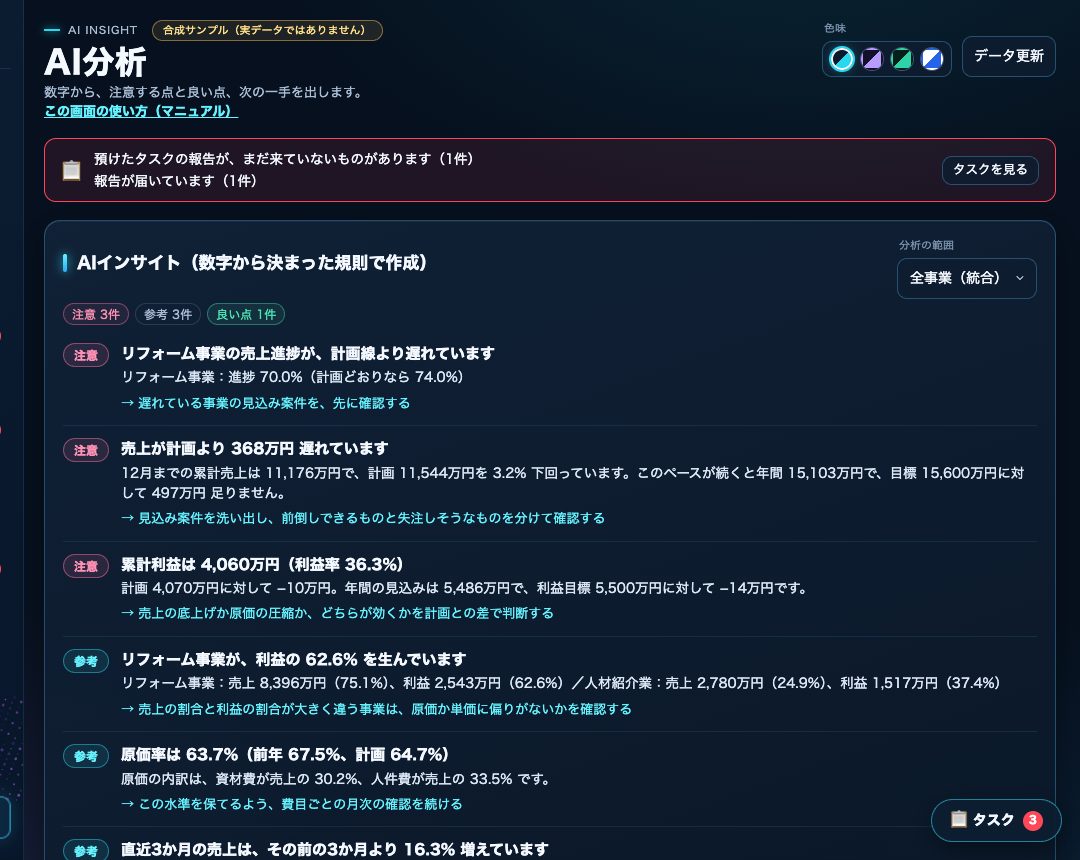 AI INSIGHT
合成サンプル（実データではありません）
AI分析
数字から、注意する点と良い点、次の一手を出します。
この画面の使い方（マニュアル）
色味
データ更新
預けたタスクの報告が、まだ来ていないものがあります（1件）
報告が届いています（1件）
タスクを見る
AIインサイト（数字から決まった規則で作成）
分析の範囲
全事業（統合）
注意 3件
参考 3件
良い点 1件
注意
リフォーム事業の売上進捗が、計画線より遅れています
リフォーム事業：進捗 70.0%（計画どおりなら 74.0%）
→ 遅れている事業の見込み案件を、先に確認する
注意
売上が計画より 368万円 遅れています
12月までの累計売上は 11,176万円で、計画 11,544万円を 3.2% 下回っています。このペースが続くと年間 15,103万円で、目標 15,600万円に対
して 497万円 足りません。
→ 見込み案件を洗い出し、前倒しできるものと失注しそうなものを分けて確認する
注意
累計利益は 4,060万円（利益率 36.3%）
計画 4,070万円に対して −10万円。年間の見込みは 5,486万円で、利益目標 5,500万円に対して −14万円です。
→ 売上の底上げか原価の圧縮か、どちらが効くかを計画との差で判断する
参考
リフォーム事業が、利益の 62.6% を生んでいます
リフォーム事業：売上 8,396万円（75.1%）、利益 2,543万円（62.6%）／人材紹介業：売上 2,780万円（24.9%）、利益 1,517万円（37.4%）
→ 売上の割合と利益の割合が大きく違う事業は、原価か単価に偏りがないかを確認する
参考
原価率は 63.7%（前年 67.5%、計画 64.7%）
原価の内訳は、資材費が売上の 30.2%、人件費が売上の 33.5% です。
→ この水準を保てるよう、費目ごとの月次の確認を続ける
参考
直近3か月の売上は、その前の3か月より 16.3% 増えています
タスク 3